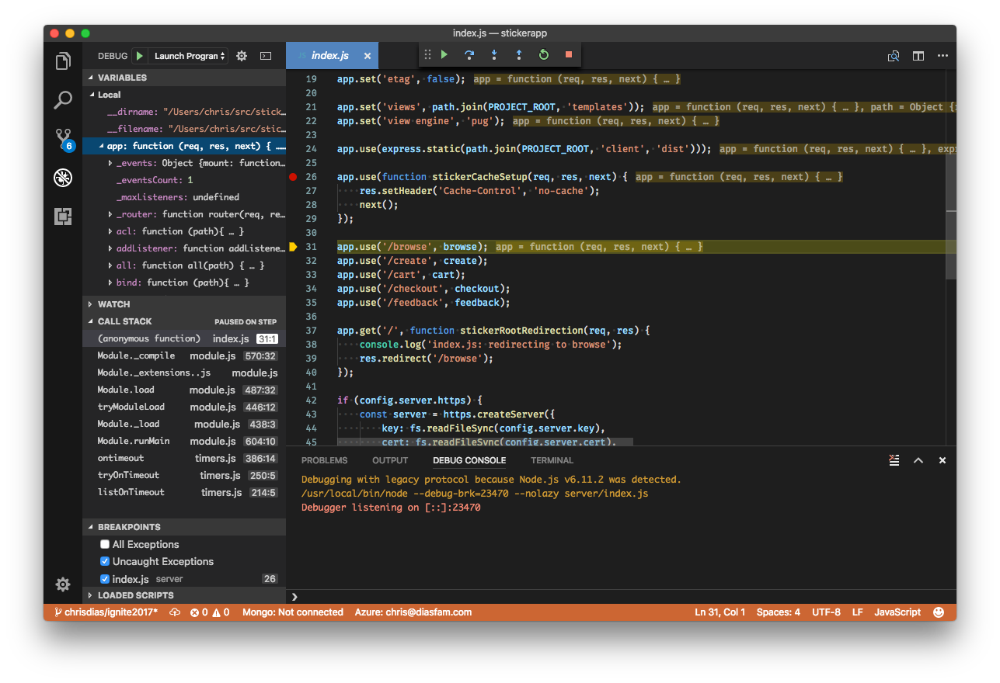 index.js — stickerapp
DEBUG
Launch Program
JS index.js
VARIABLES
Local
__dirname: "/Users/chris/src/stick…
__filename: "/Users/chris/src/stic…
app: function (req, res, next) { ……
_events: Object {mount: function…
_eventsCount: 1
_maxListeners: undefined
_router: function router(req, re…
acl: function (path){ … }
addListener: function addListene…
all: function all(path) { … }
bind: function (path){ … }
WATCH
CALL STACK PAUSED ON STEP
(anonymous function) index.js 31:1
Module._compile module.js 570:32
Module._extensions..js module.js
Module.load module.js 487:32
tryModuleLoad module.js 446:12
Module._load module.js 438:3
Module.runMain module.js 604:10
ontimeout timers.js 386:14
tryOnTimeout timers.js 250:5
listOnTimeout timers.js 214:5
BREAKPOINTS
All Exceptions
Uncaught Exceptions
index.js server 26
LOADED SCRIPTS
6
19 app.set('etag', false); app = function (req, res, next) { … }
20
21 app.set('views', path.join(PROJECT_ROOT, 'templates')); app = function (req, res, next) { … }, path = Object {
22 app.set('view engine', 'pug'); app = function (req, res, next) { … }
23
24 app.use(express.static(path.join(PROJECT_ROOT, 'client', 'dist'))); app = function (req, res, next) { … }, expr
25
26 app.use(function stickerCacheSetup(req, res, next) { app = function (req, res, next) { … }
27 res.setHeader('Cache-Control', 'no-cache');
28 next();
29 });
30
31 app.use('/browse', browse); app = function (req, res, next) { … }
32 app.use('/create', create);
33 app.use('/cart', cart);
34 app.use('/checkout', checkout);
35 app.use('/feedback', feedback);
36
37 app.get('/', function stickerRootRedirection(req, res) {
38 console.log('index.js: redirecting to browse');
39 res.redirect('/browse');
40 });
41
42 if (config.server.https) {
43 const server = https.createServer({
44 key: fs.readFileSync(config.server.key),
45 cert: fs.readFileSync(config.server.cert),
PROBLEMS OUTPUT DEBUG CONSOLE TERMINAL
Debugging with legacy protocol because Node.js v6.11.2 was detected.
/usr/local/bin/node --debug-brk=23470 --nolazy server/index.js
Debugger listening on [::]:23470
chrisdias/ignite2017* 0 0 Mongo: Not connected Azure: chris@diasfam.com Ln 31, Col 1 Spaces: 4 UTF-8 LF JavaScript